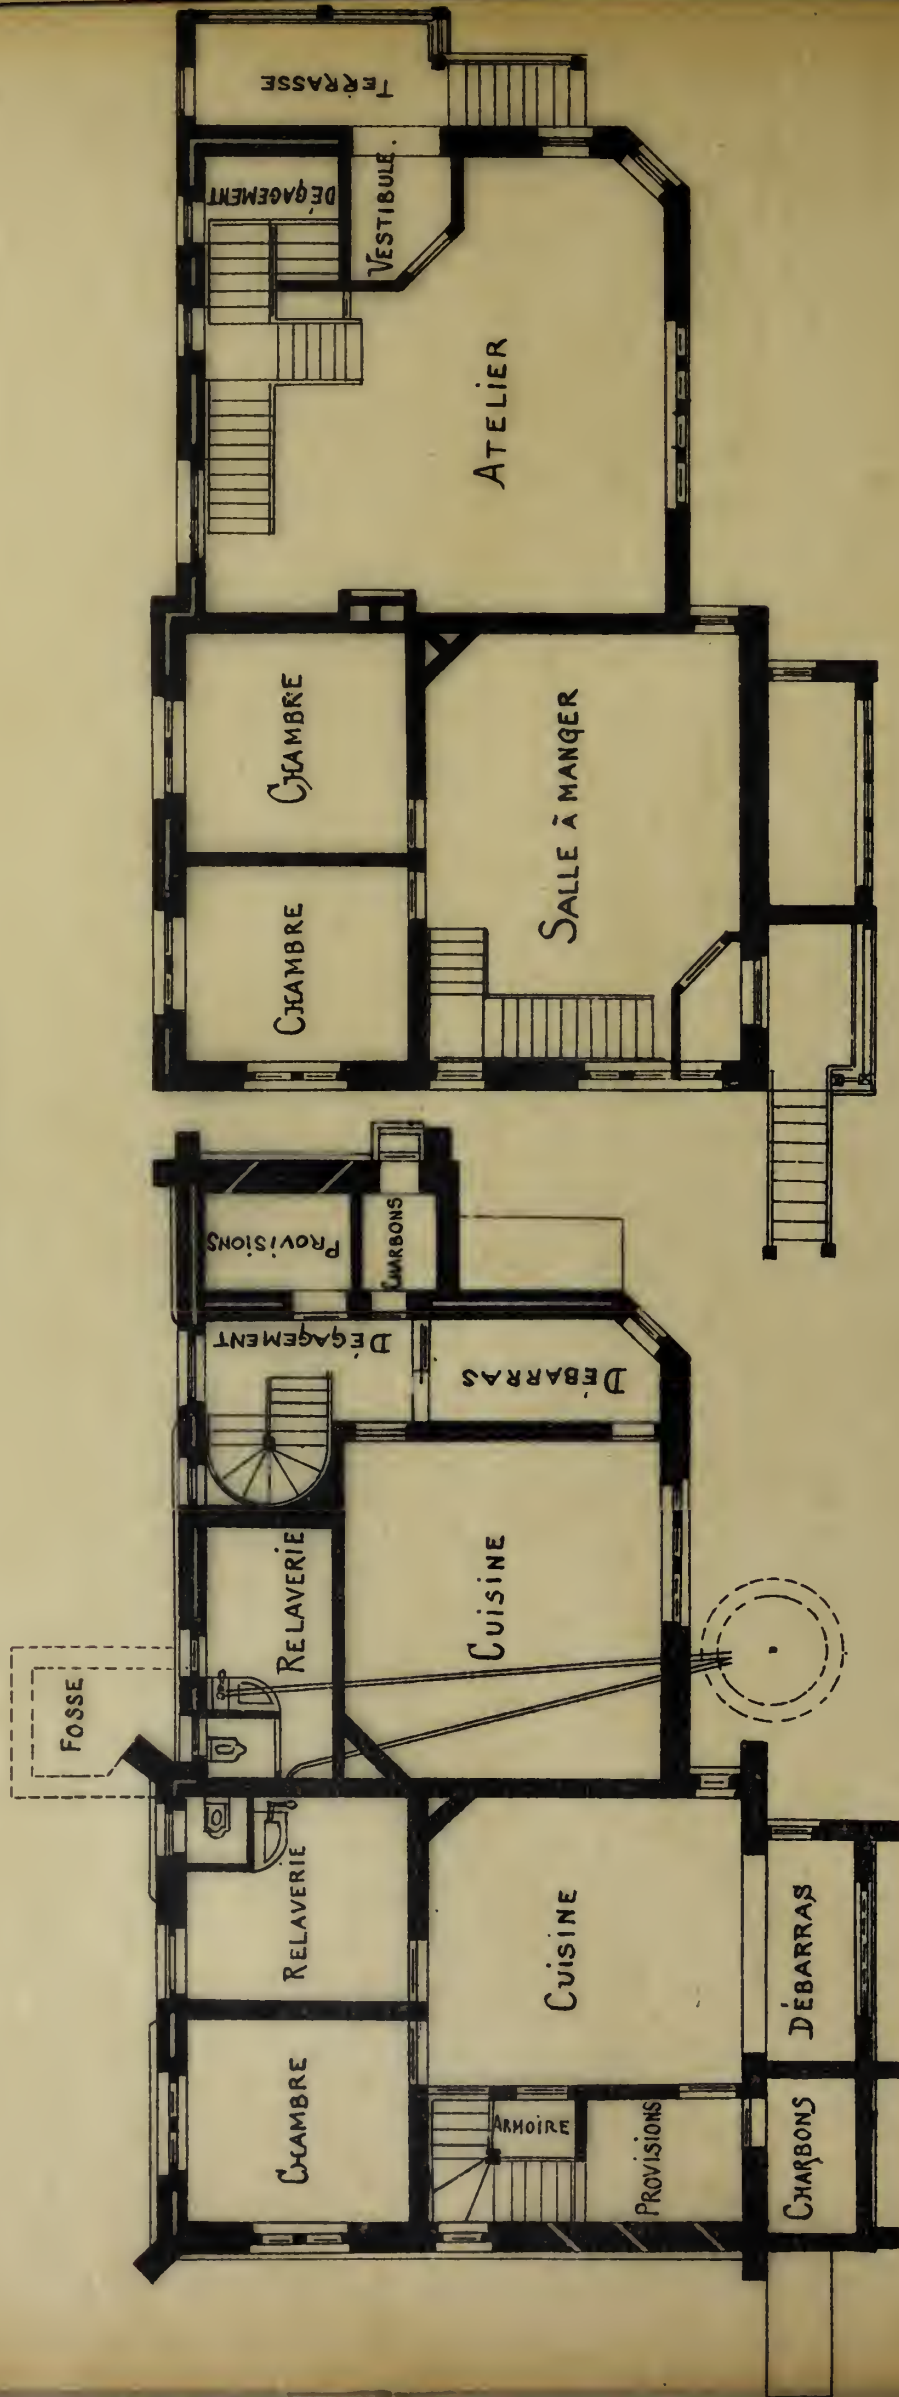 TERRASSE
DÉGAGEMENT
VESTIBULE.
ATELIER
CHAMBRE
SALLE À MANGER
CHAMBRE
PROVISIONS
CHARBONS
DÉGAGEMENT
DÉBARRAS
RELAVERIE
CUISINE
FOSSE
RELAVERIE
CUISINE
DÉBARRAS
CHAMBRE
ARMOIRE
PROVISIONS
CHARBONS